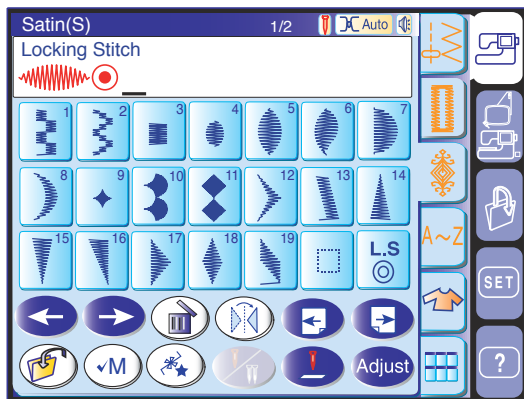 Satin(S) 1/2 Auto
Locking Stitch
1 2 3 4 5 6 7
8 9 10 11 12 13 14
A~Z
15 16 17 18 19 L.S
SET
✓M Adjust ?